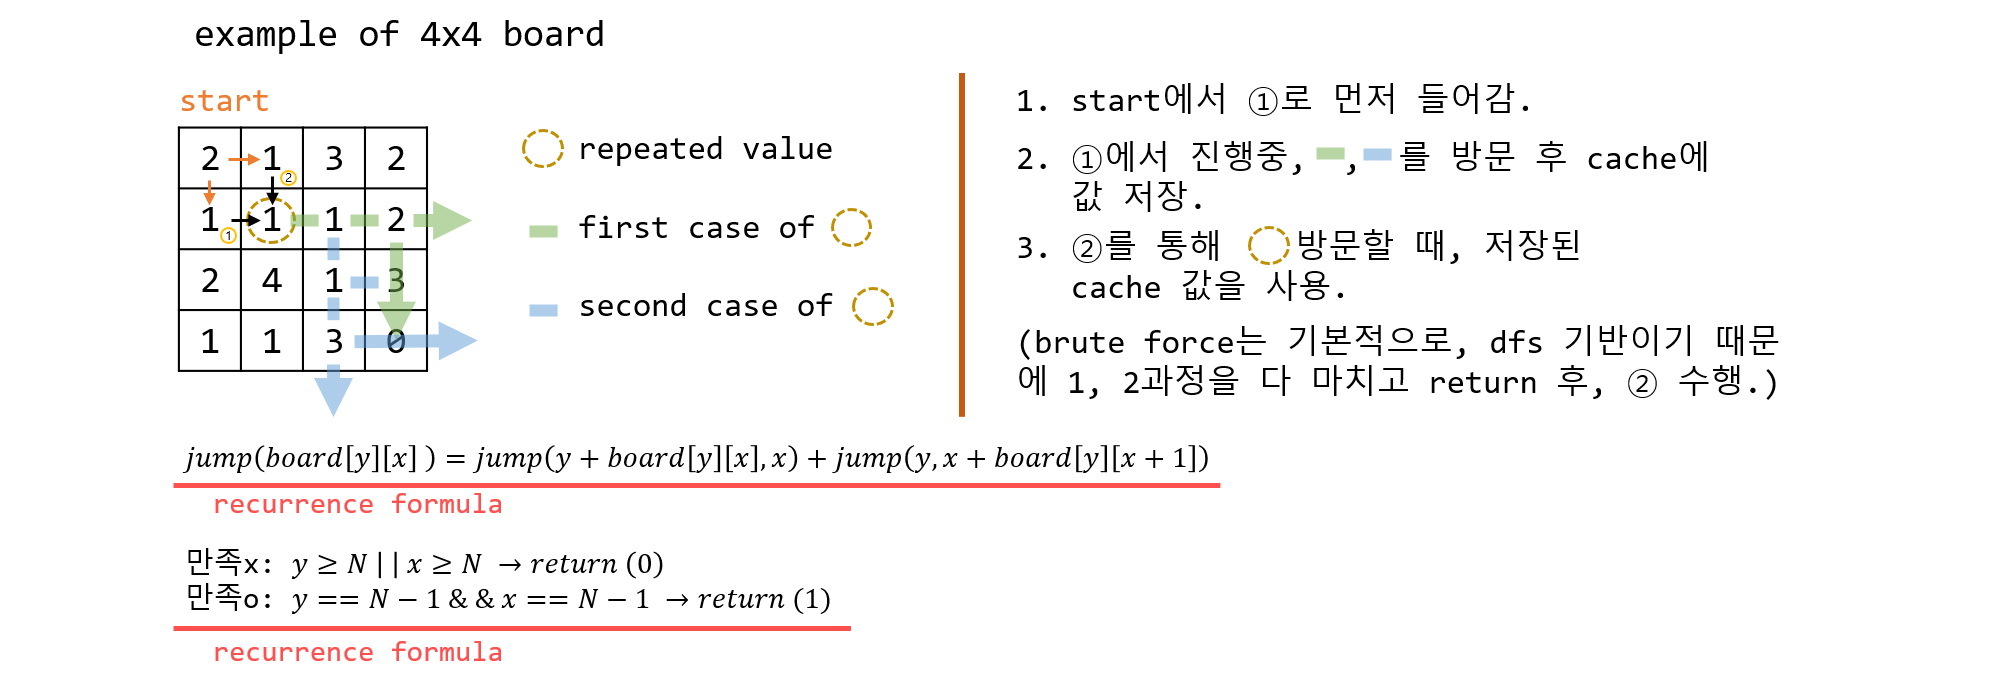 example of 4x4 board
start
2 1 3 2
②
1 1 1 2
①
2 4 1 3
1 1 3 0
repeated value
first case of
second case of
1. start에서 ①로 먼저 들어감.
2. ①에서 진행중, , 를 방문 후 cache에
값 저장.
3. ②를 통해 방문할 때, 저장된
cache 값을 사용.
(brute force는 기본적으로, dfs 기반이기 때문
에 1, 2과정을 다 마치고 return 후, ② 수행.)
jump(board[y][x] ) = jump(y + board[y][x], x) + jump(y, x + board[y][x + 1])
recurrence formula
만족x: y ≥ N || x ≥ N → return (0)
만족o: y == N − 1 & & x == N − 1 → return (1)
recurrence formula